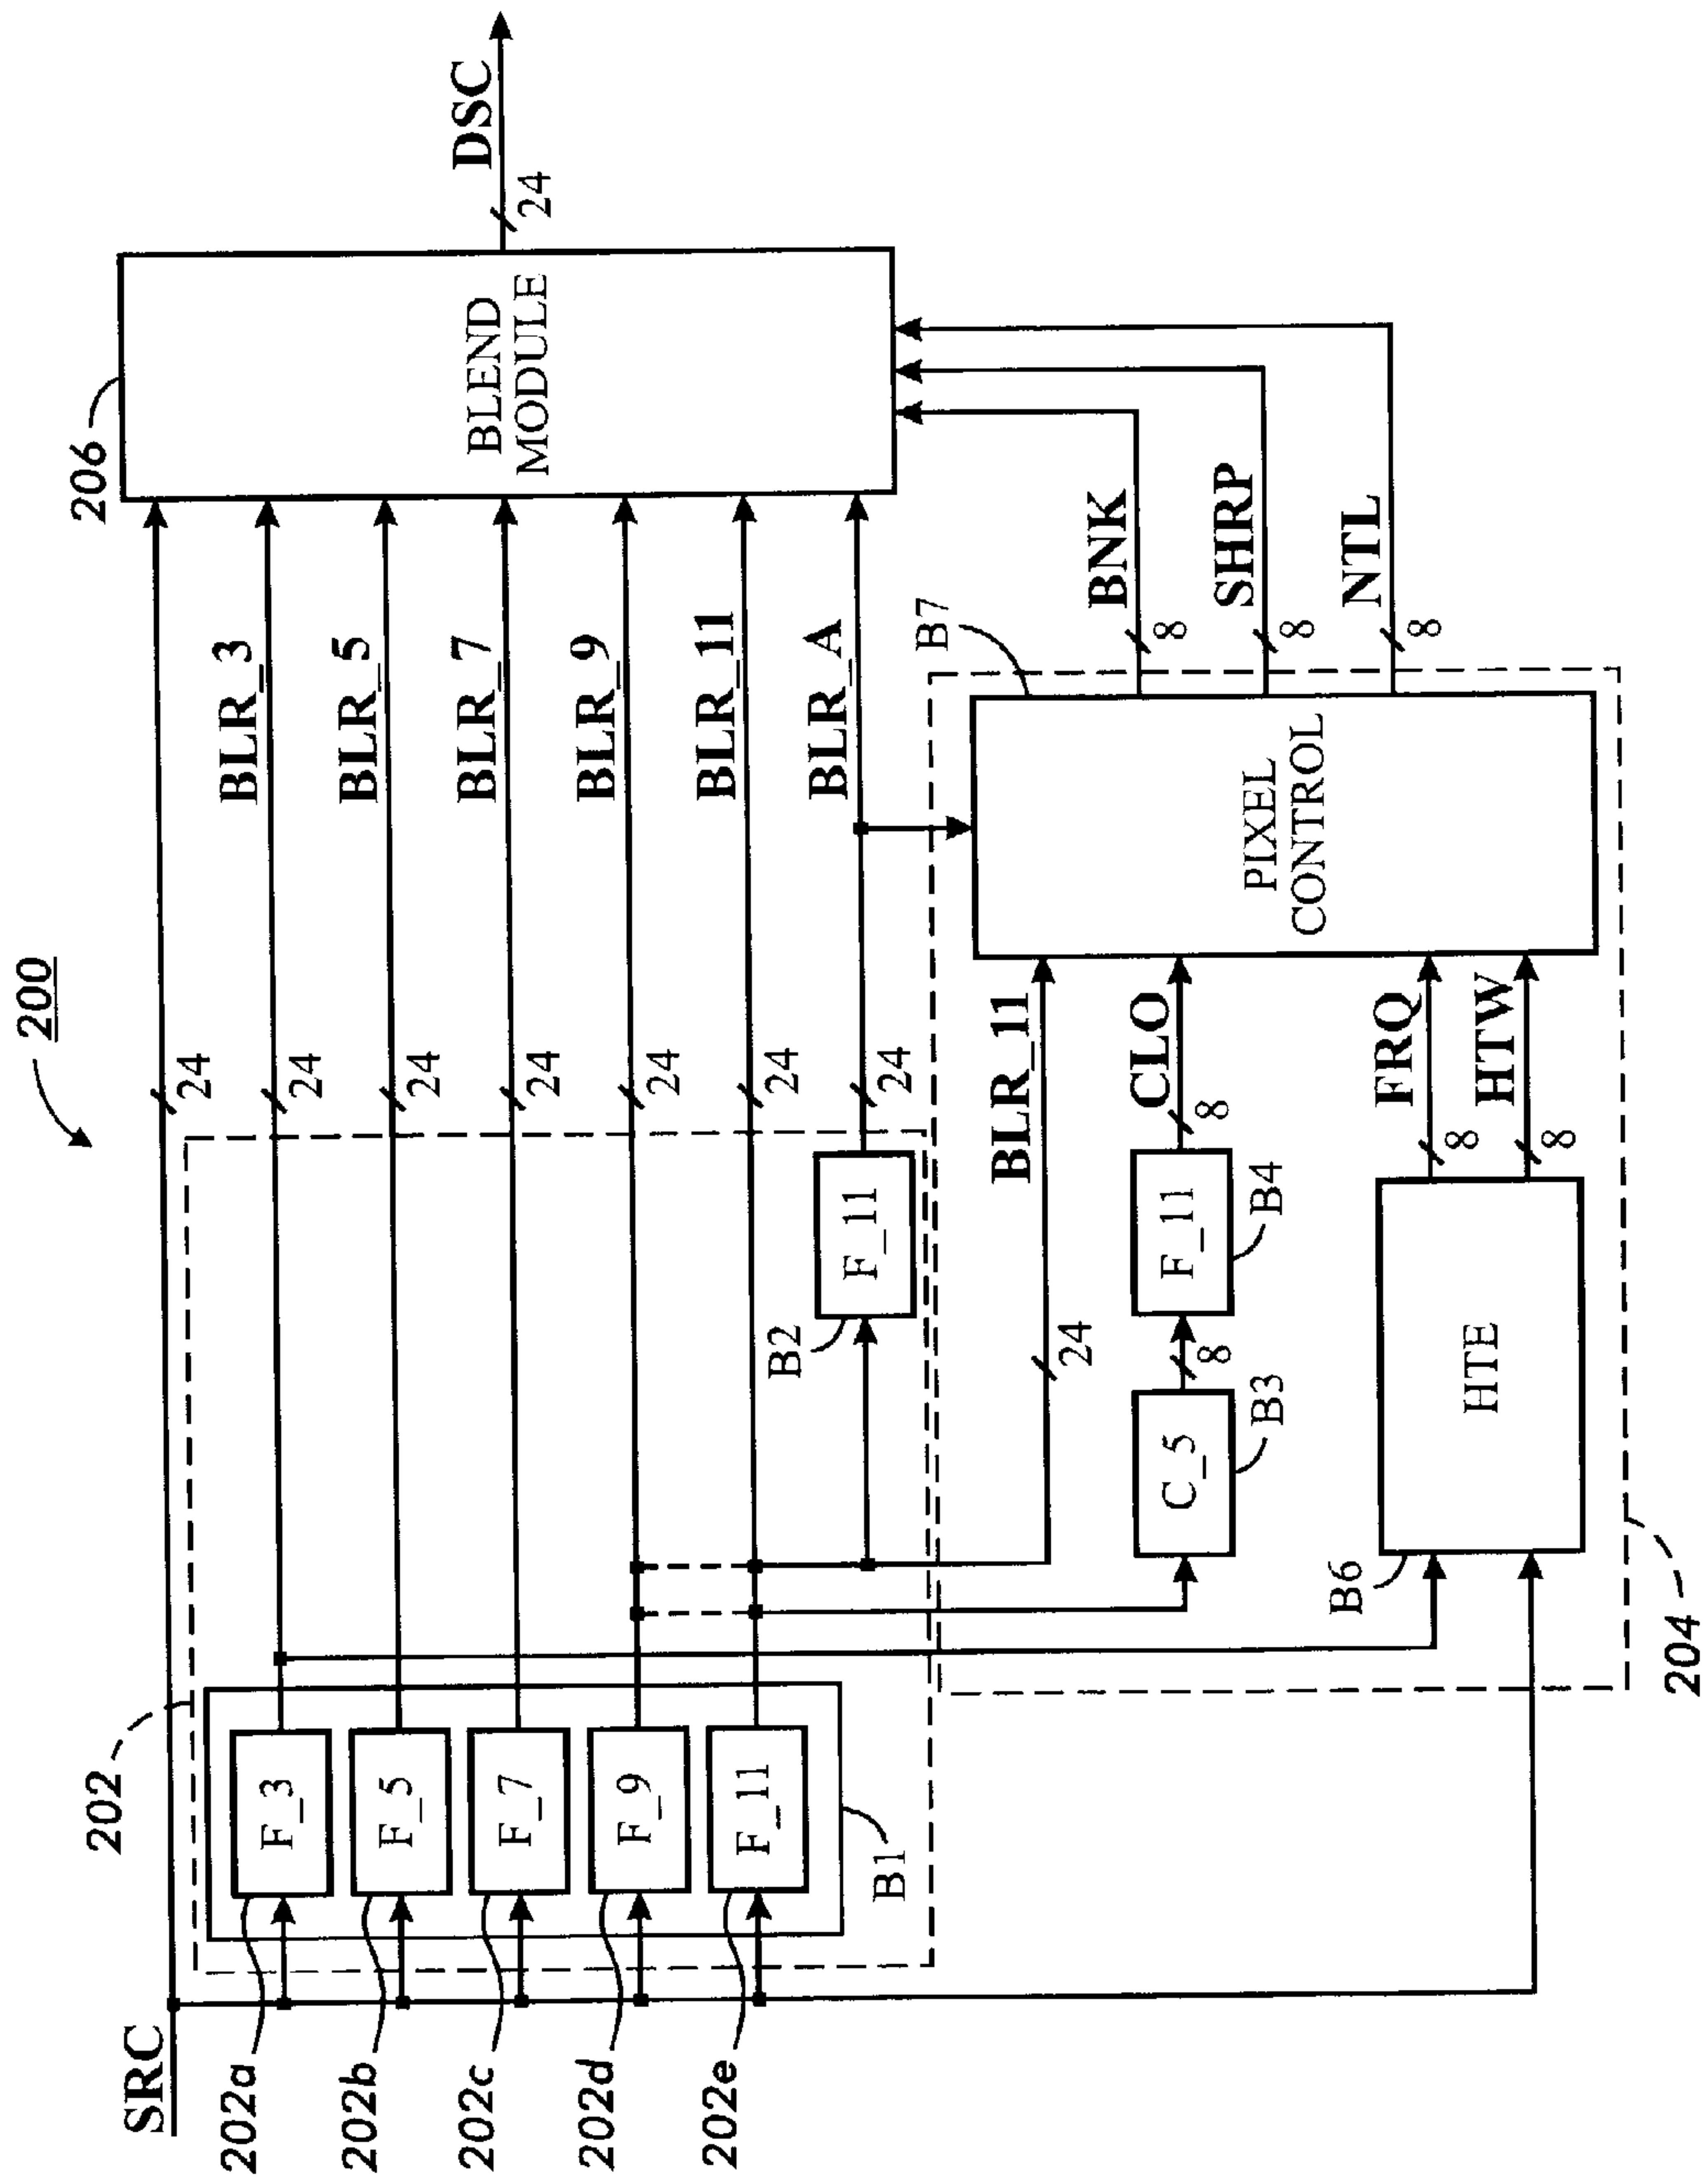 200
SRC
24
206
BLEND
MODULE
DSC
24
202
202a
F_3
BLR_3
24
202b
F_5
BLR_5
24
202c
F_7
BLR_7
24
202d
F_9
BLR_9
24
202e
F_11
BLR_11
24
B1
B2
F_11
24
BLR_A
BLR_11
24
B7
PIXEL
CONTROL
C_5
B3
8
F_11
B4
8
CLO
B6
HTE
FRQ
8
HTW
8
BNK
8
SHRP
8
NTL
8
204